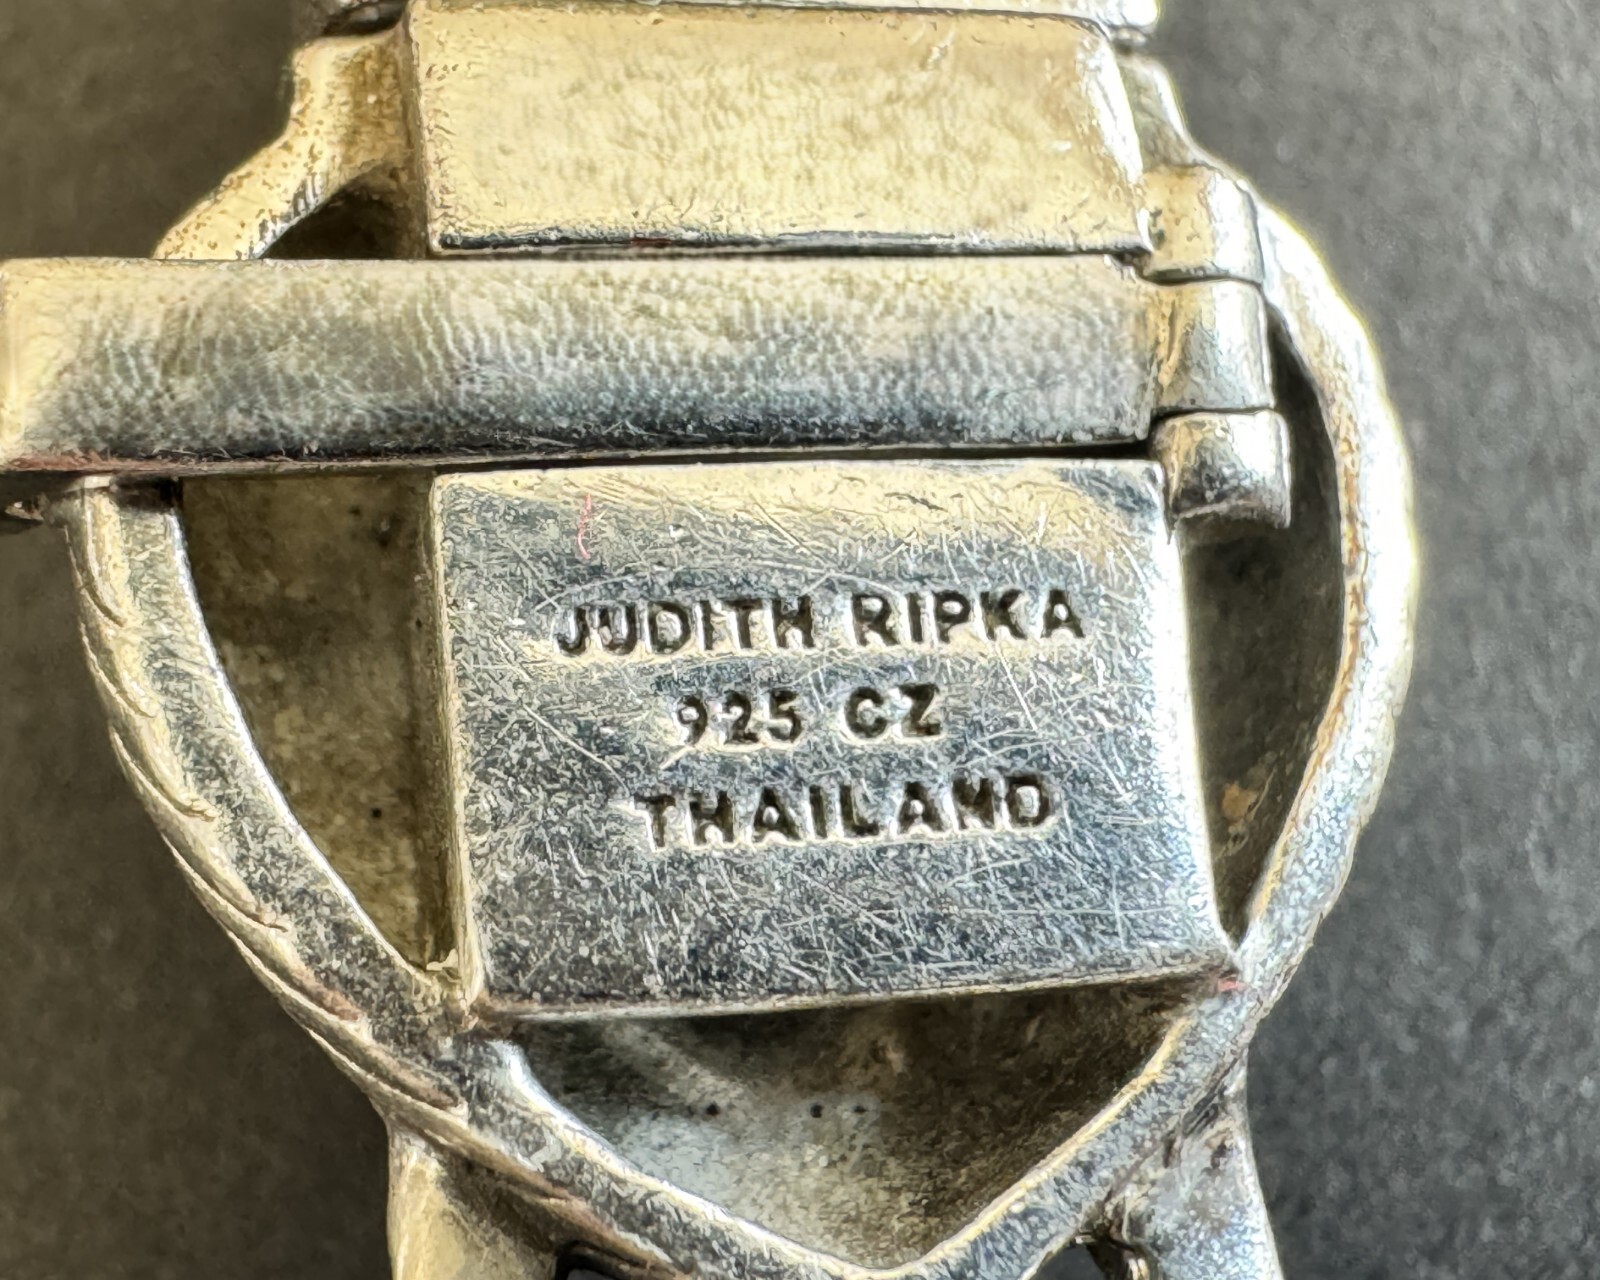 JUDITH RIPKA
925 CZ
THAILAND